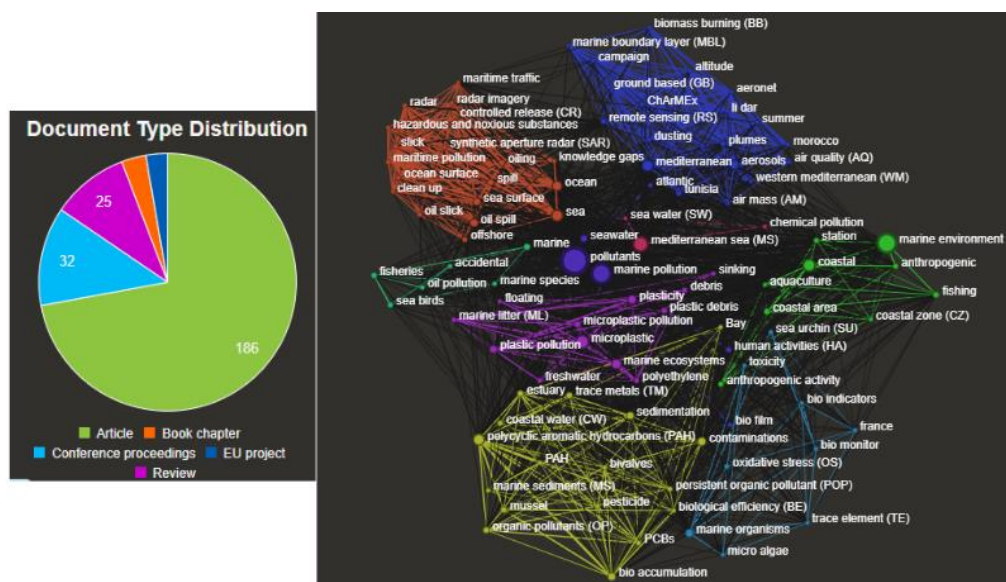 Document Type Distribution
25
32
186
Article
Book chapter
Conference proceedings
EU project
Review
biomass burning (BB)
marine boundary layer (MBL)
campaign
altitude
maritime traffic
ground based (GB)
aeronet
radar
radar imagery
ChArMEx
li dar
controlled release (CR)
remote sensing (RS)
summer
hazardous and noxious substances
dusting
plumes
morocco
slick
synthetic aperture radar (SAR)
maritime pollution
oiling
knowledge gaps
mediterranean
aerosols
air quality (AQ)
ocean surface
spill
ocean
atlantic
western mediterranean (WM)
clean up
tunisia
sea surface
air mass (AM)
oil slick
oil spill
sea
sea water (SW)
chemical pollution
offshore
seawater
station
marine
mediterranean sea (MS)
marine environment
pollutants
coastal
accidental
marine pollution
sinking
anthropogenic
fisheries
oil pollution
marine species
debris
aquaculture
fishing
sea birds
floating
plasticity
plastic debris
coastal area
marine litter (ML)
microplastic pollution
Bay
sea urchin (SU)
coastal zone (CZ)
plastic pollution
microplastic
human activities (HA)
marine ecosystems
toxicity
freshwater
polyethylene
anthropogenic activity
estuary
trace metals (TM)
bio indicators
coastal water (CW)
sedimentation
bio film
france
polycyclic aromatic hydrocarbons (PAH)
contaminations
bio monitor
PAH
bivalves
oxidative stress (OS)
marine sediments (MS)
persistent organic pollutant (POP)
mussel
pesticide
biological efficiency (BE)
trace element (TE)
organic pollutants (OP)
marine organisms
PCBs
micro algae
bio accumulation